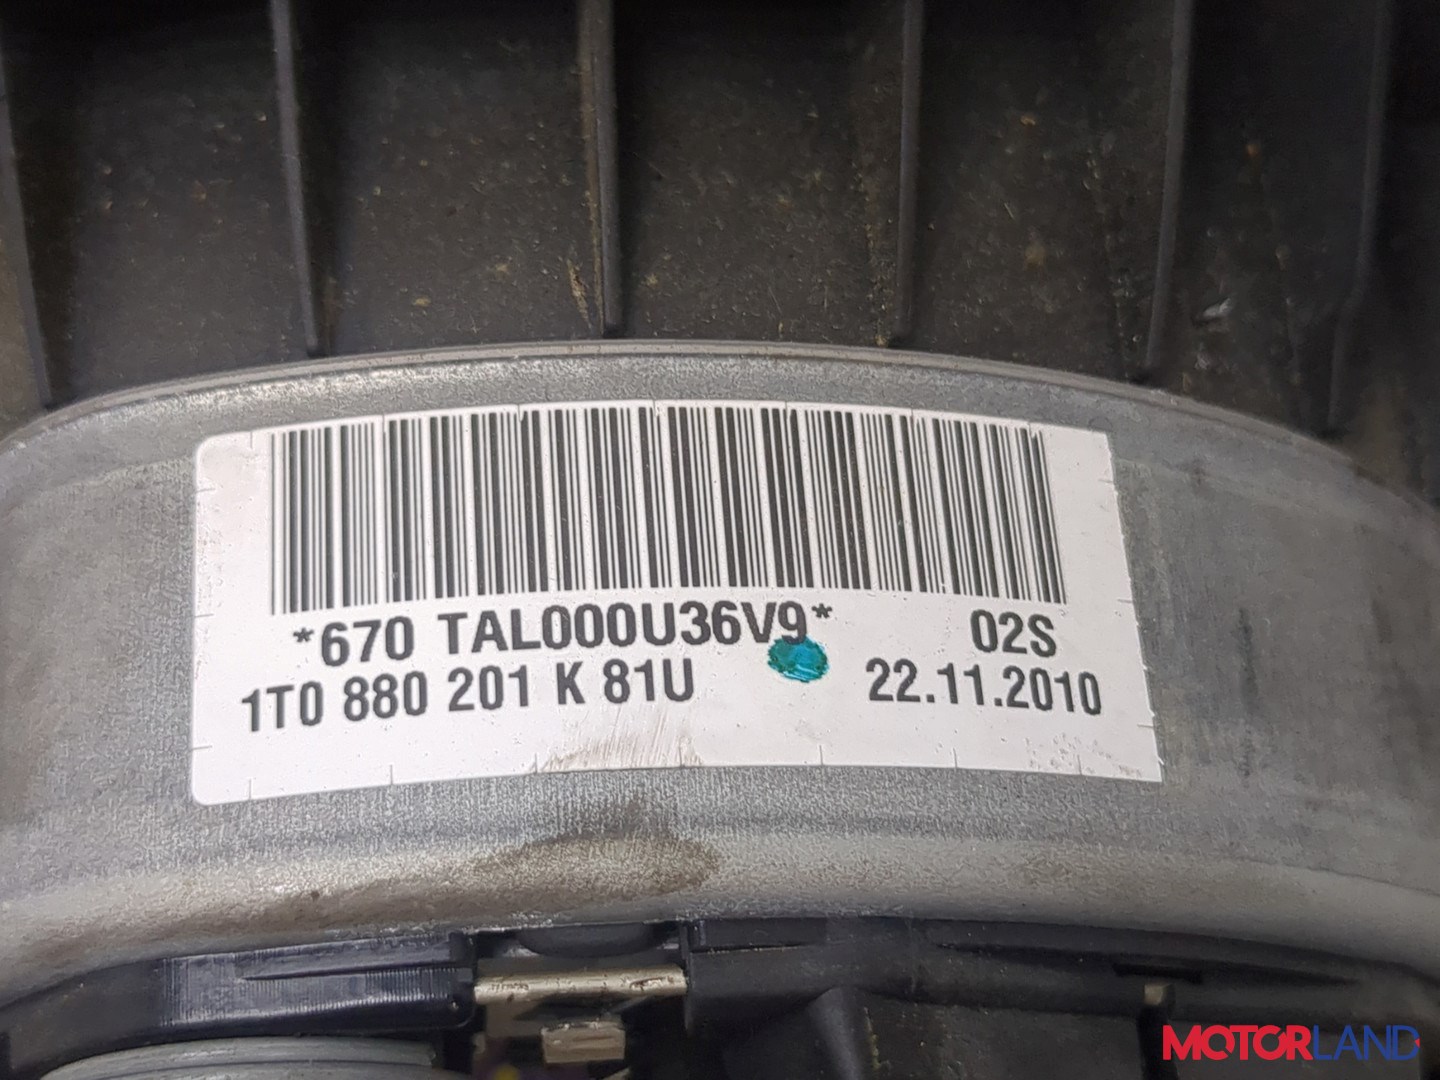 *670 TAL000U36V9* 02S
1T0 880 201 K 81U 22.11.2010
MOTORLAND